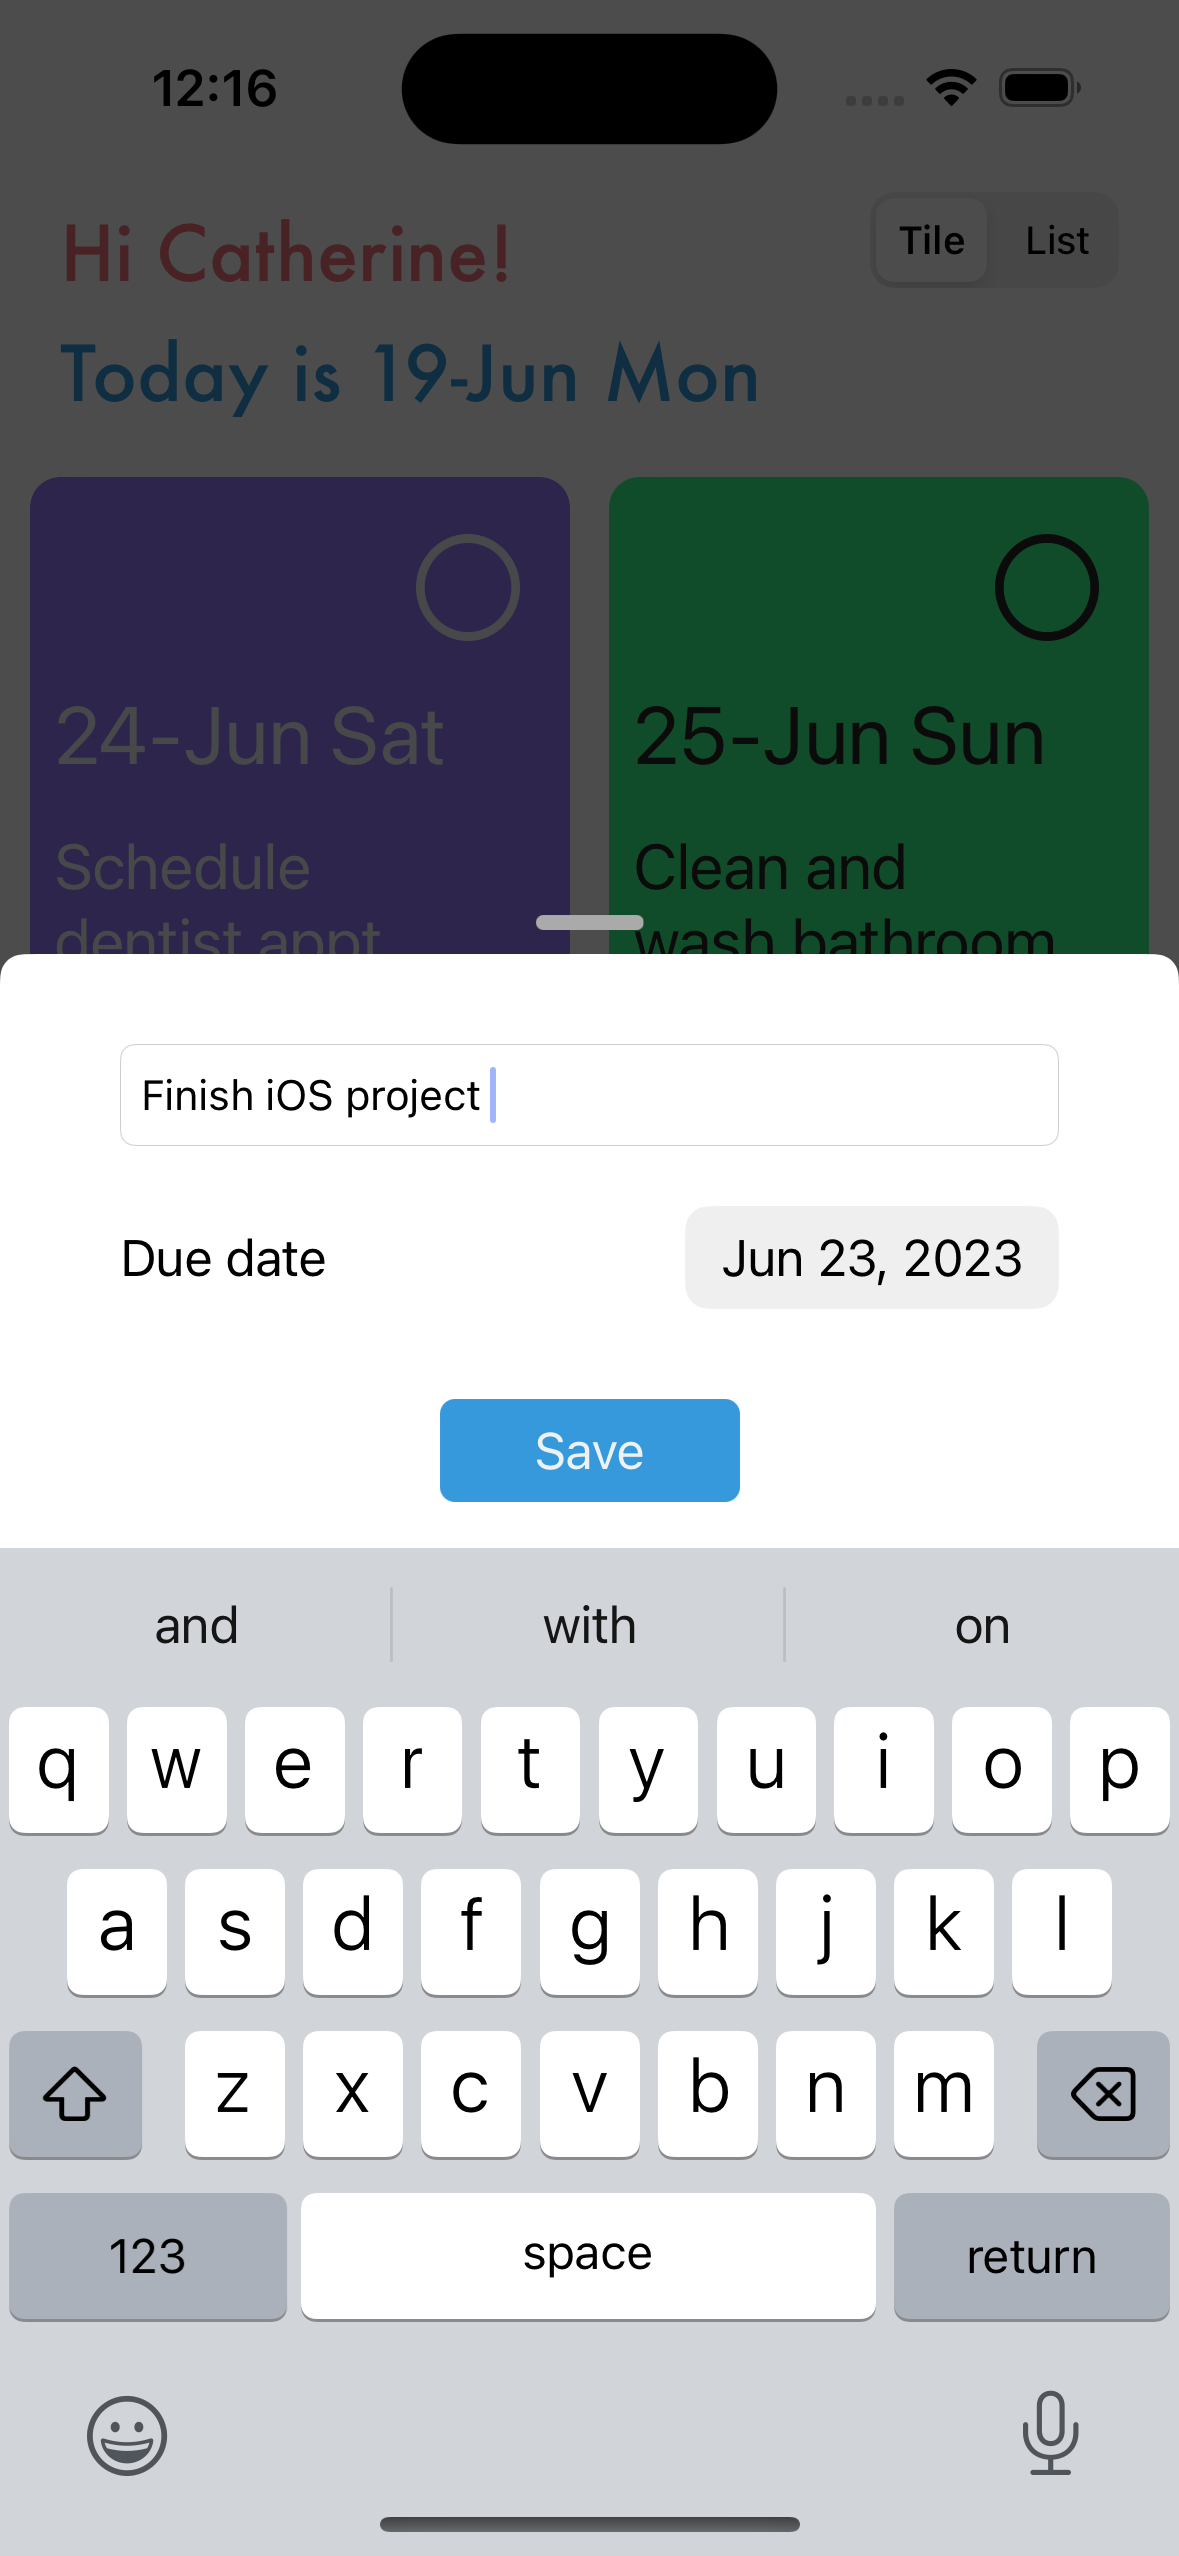 12:16
Hi Catherine!
Tile
List
Today is 19-Jun Mon
24-Jun Sat
Schedule
dentist appt
25-Jun Sun
Clean and
wash bathroom
Finish iOS project
Due date
Jun 23, 2023
Save
and
with
on
q w e r t y u i o p
a s d f g h j k l
z x c v b n m
123
space
return